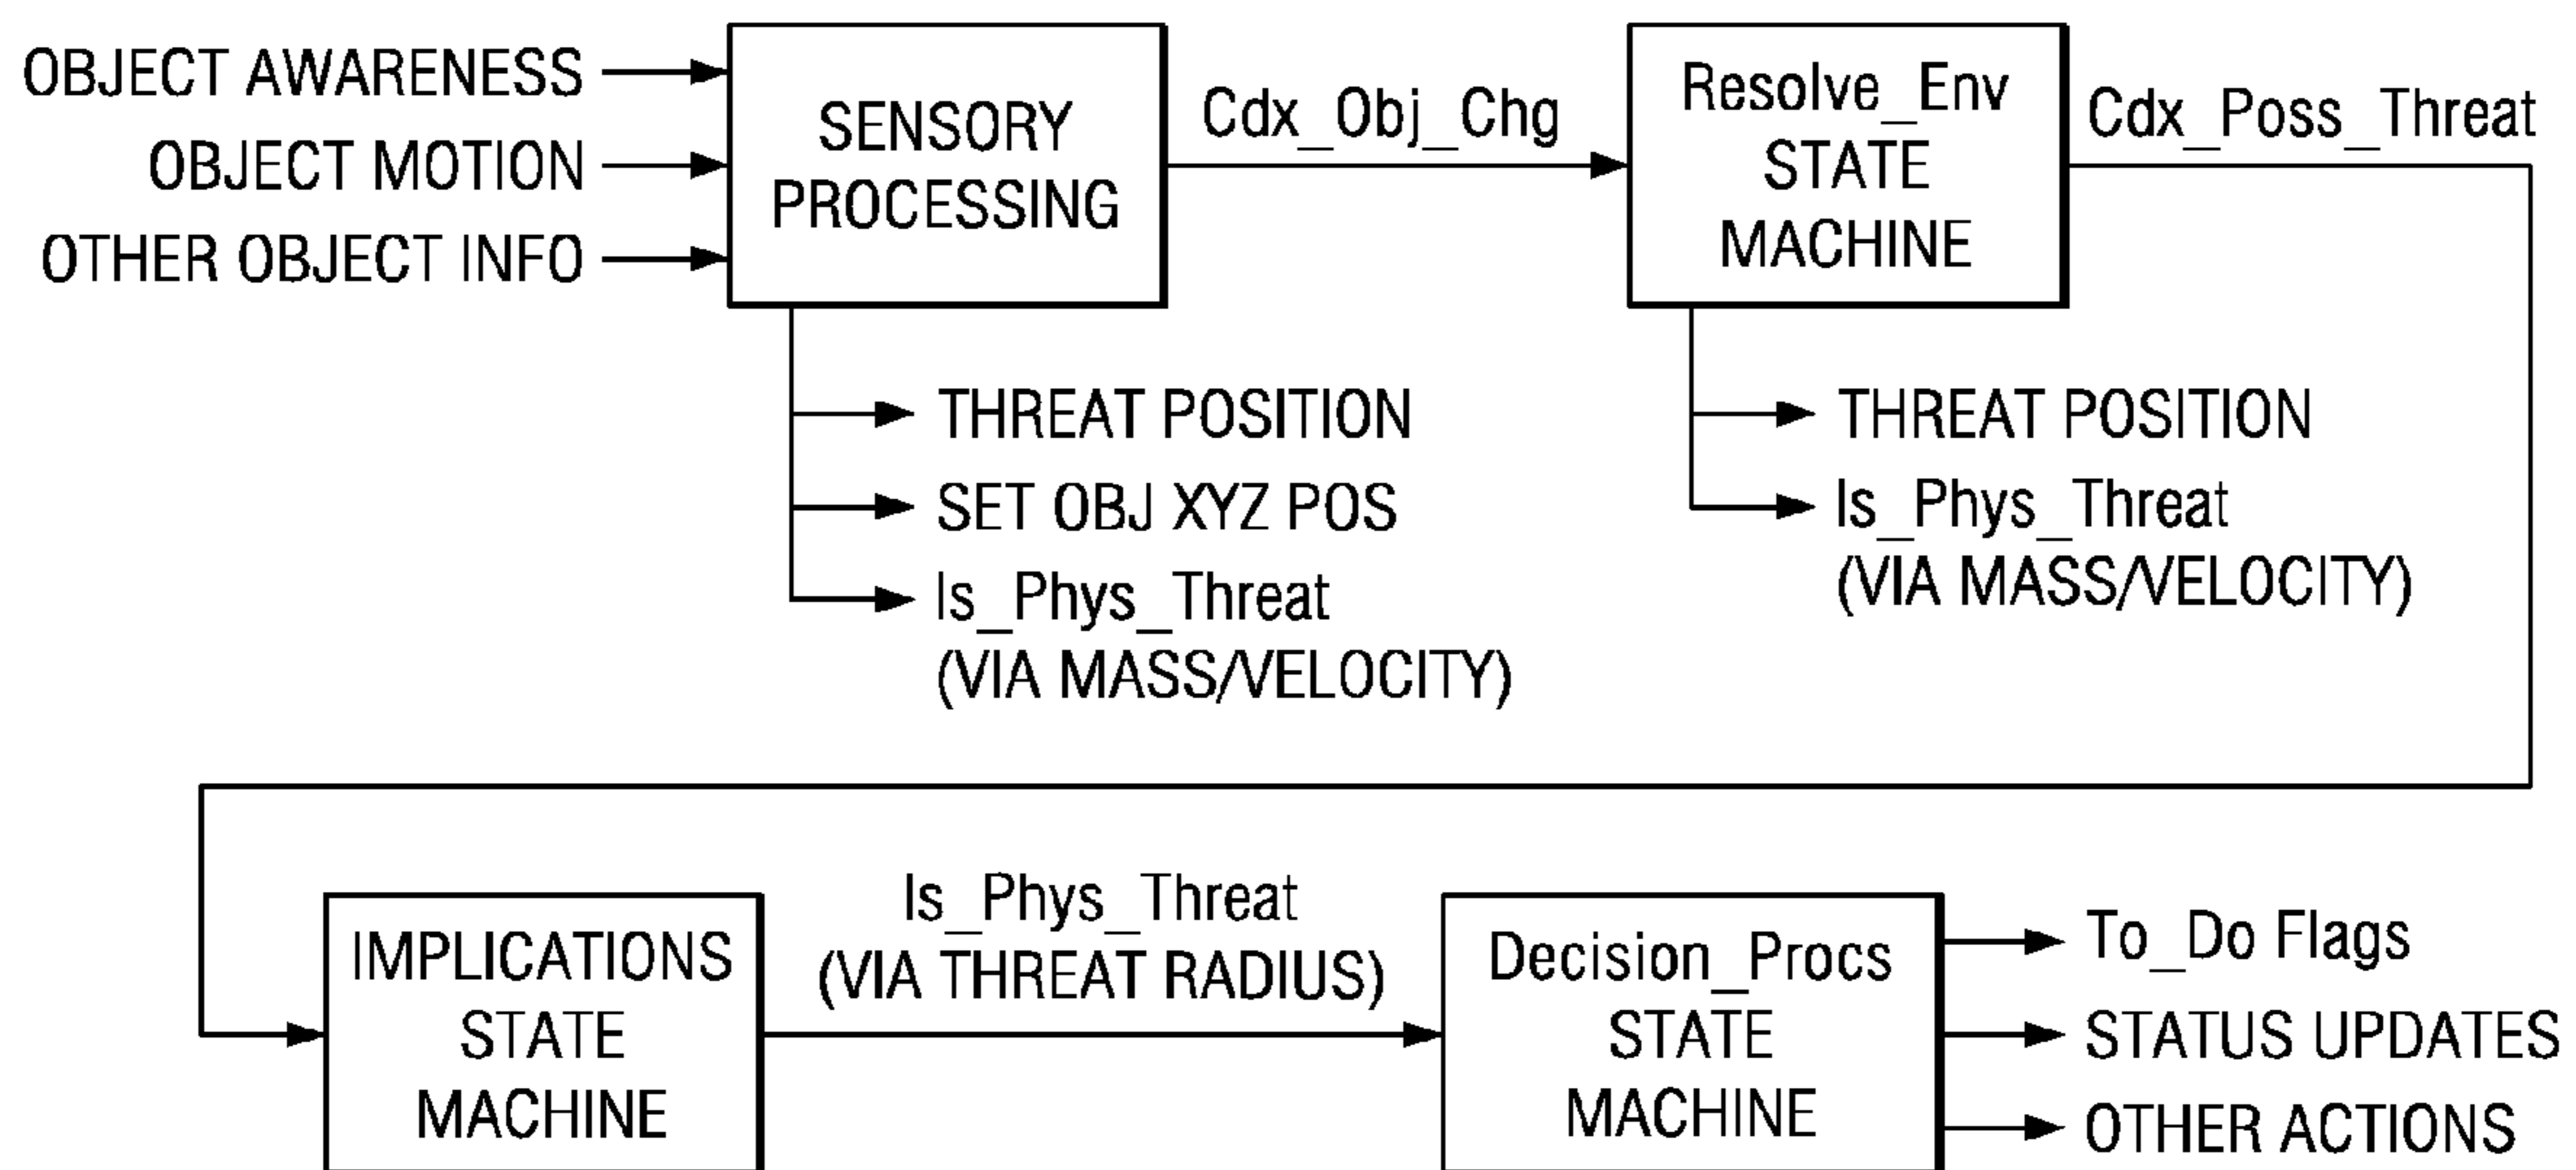 OBJECT AWARENESS
OBJECT MOTION
OTHER OBJECT INFO
SENSORY
PROCESSING
Cdx_Obj_Chg
Resolve_Env
STATE
MACHINE
Cdx_Poss_Threat
THREAT POSITION
SET OBJ XYZ POS
Is_Phys_Threat
(VIA MASS/VELOCITY)
THREAT POSITION
Is_Phys_Threat
(VIA MASS/VELOCITY)
IMPLICATIONS
STATE
MACHINE
Is_Phys_Threat
(VIA THREAT RADIUS)
Decision_Procs
STATE
MACHINE
To_Do Flags
STATUS UPDATES
OTHER ACTIONS